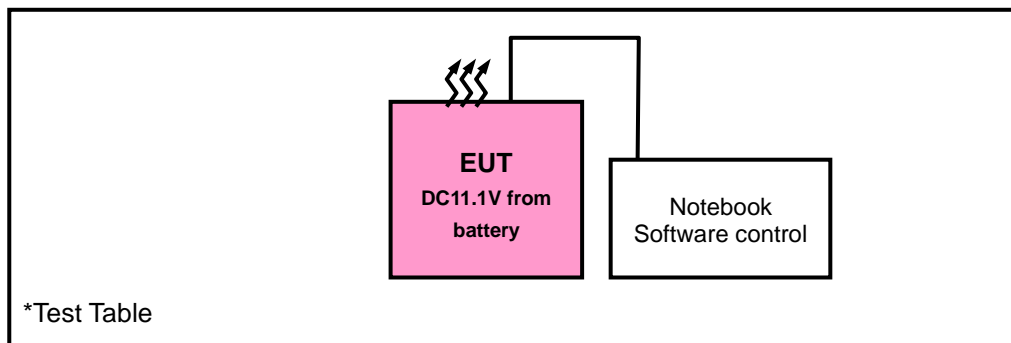 EUT
DC11.1V from
battery
Notebook
Software control
*Test Table